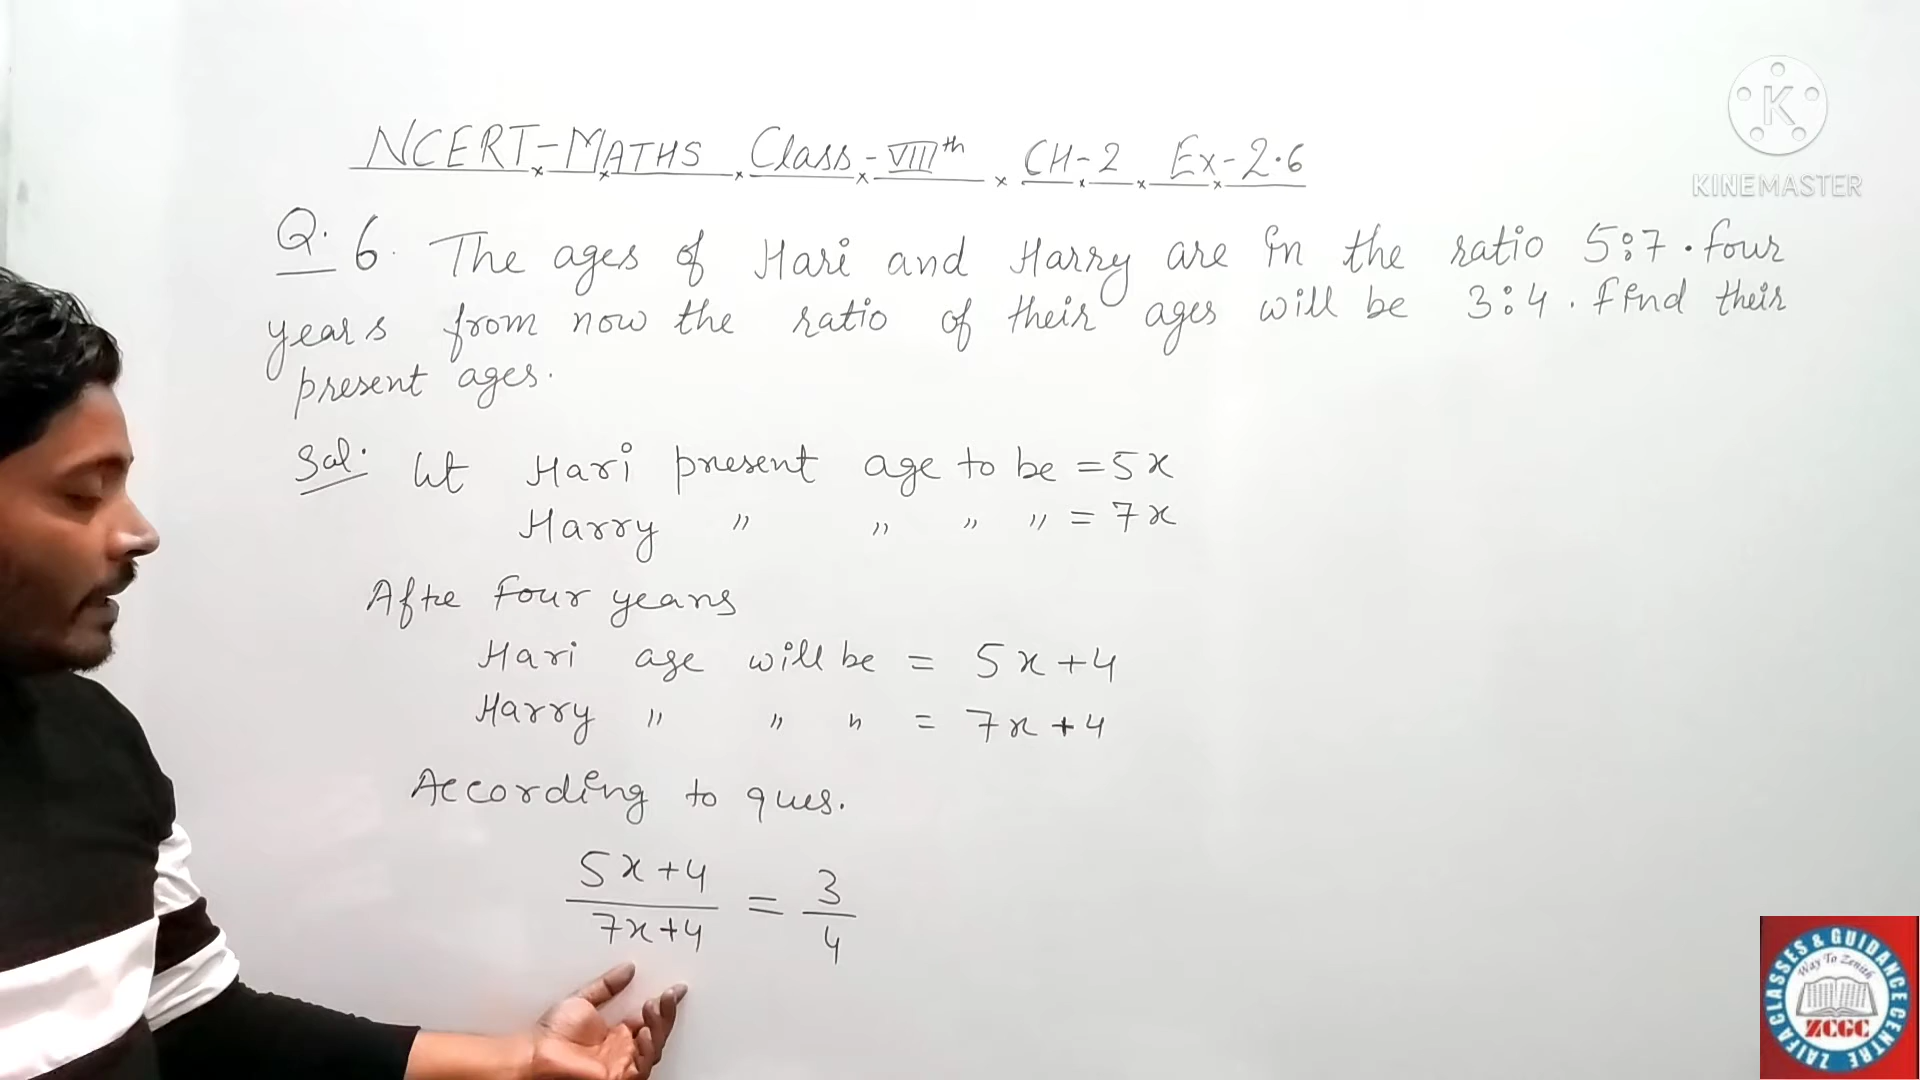 NCERT-MATHS Class-VIIIth CH-2 Ex-2.6
KINEMASTER
Q. 6. The ages of Hari and Harry are in the ratio 5:7. four
years from now the ratio of their ages will be 3:4. Find their
present ages.
Sol. let Hari present age to be = 5x
Harry " " " " = 7x
Afte Four years
Hari age will be = 5x+4
Harry " " " = 7x+4
According to ques.
5x+4 / 7x+4 = 3/4
ZAIFA CLASSES & GUIDANCE CENTRE
Way To Zenith
ZCGC